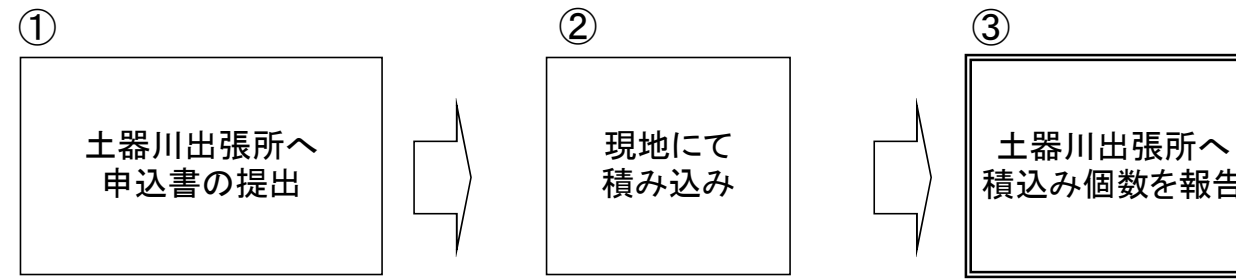 ①
②
③
土器川出張所へ
申込書の提出
現地にて
積み込み
土器川出張所へ
積込み個数を報告